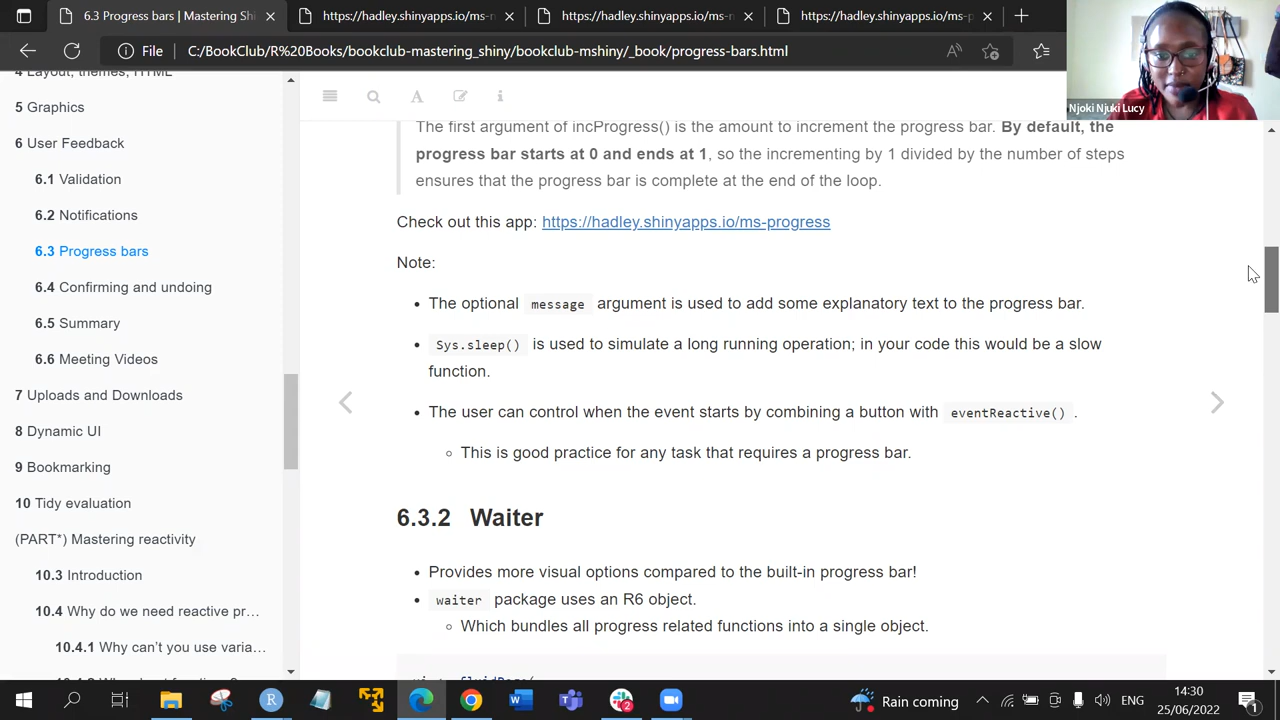 6.3 Progress bars | Mastering Shi
https://hadley.shinyapps.io/ms-n
https://hadley.shinyapps.io/ms-n
https://hadley.shinyapps.io/ms-p
File
C:/BookClub/R%20Books/bookclub-mastering_shiny/bookclub-mshiny/_book/progress-bars.html
Njoki Njuki Lucy
4 Layout, themes, HTML
5 Graphics
6 User Feedback
6.1 Validation
6.2 Notifications
6.3 Progress bars
6.4 Confirming and undoing
6.5 Summary
6.6 Meeting Videos
7 Uploads and Downloads
8 Dynamic UI
9 Bookmarking
10 Tidy evaluation
(PART*) Mastering reactivity
10.3 Introduction
10.4 Why do we need reactive pr…
10.4.1 Why can't you use varia…
The first argument of incProgress() is the amount to increment the progress bar. By default, the
progress bar starts at 0 and ends at 1, so the incrementing by 1 divided by the number of steps
ensures that the progress bar is complete at the end of the loop.
Check out this app: https://hadley.shinyapps.io/ms-progress
Note:
The optional message argument is used to add some explanatory text to the progress bar.
Sys.sleep() is used to simulate a long running operation; in your code this would be a slow
function.
The user can control when the event starts by combining a button with eventReactive() .
This is good practice for any task that requires a progress bar.
6.3.2 Waiter
Provides more visual options compared to the built-in progress bar!
waiter package uses an R6 object.
Which bundles all progress related functions into a single object.
Rain coming
ENG
14:30
25/06/2022